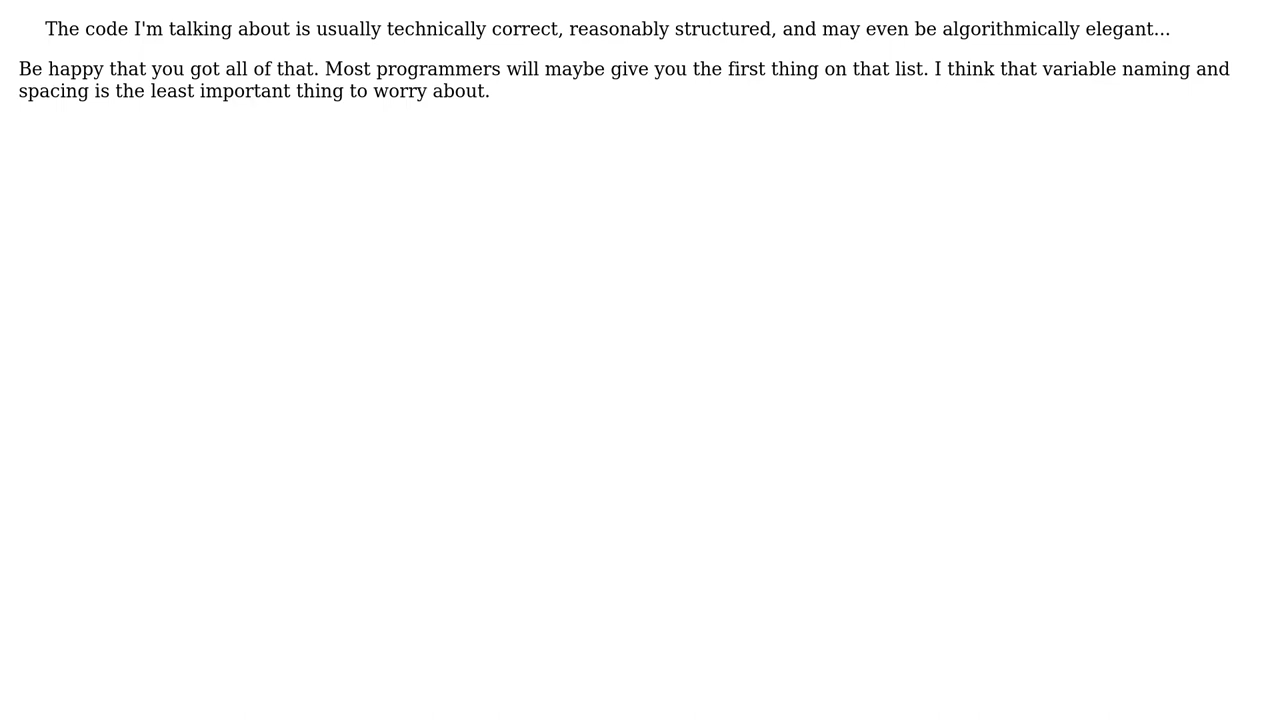 The code I'm talking about is usually technically correct, reasonably structured, and may even be algorithmically elegant...
Be happy that you got all of that. Most programmers will maybe give you the first thing on that list. I think that variable naming and
spacing is the least important thing to worry about.